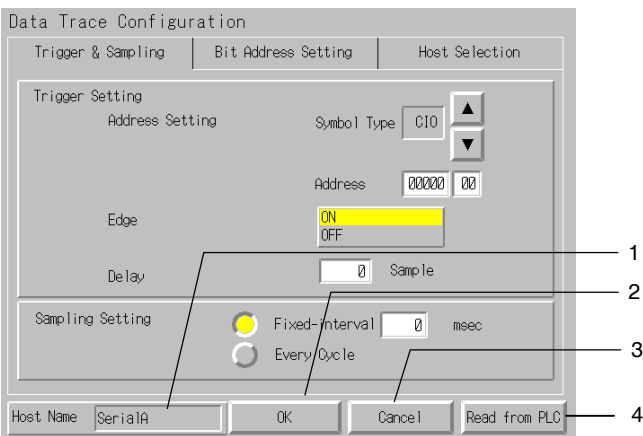 Data Trace Configuration
Trigger & Sampling Bit Address Setting Host Selection
Trigger Setting
Address Setting Symbol Type CIO ▲
▼
Address 00000 00
Edge ON
OFF
Delay 0 Sample
Sampling Setting Fixed-interval 0 msec
Every Cycle
Host Name SerialA OK Cancel Read from PLC
1
2
3
4